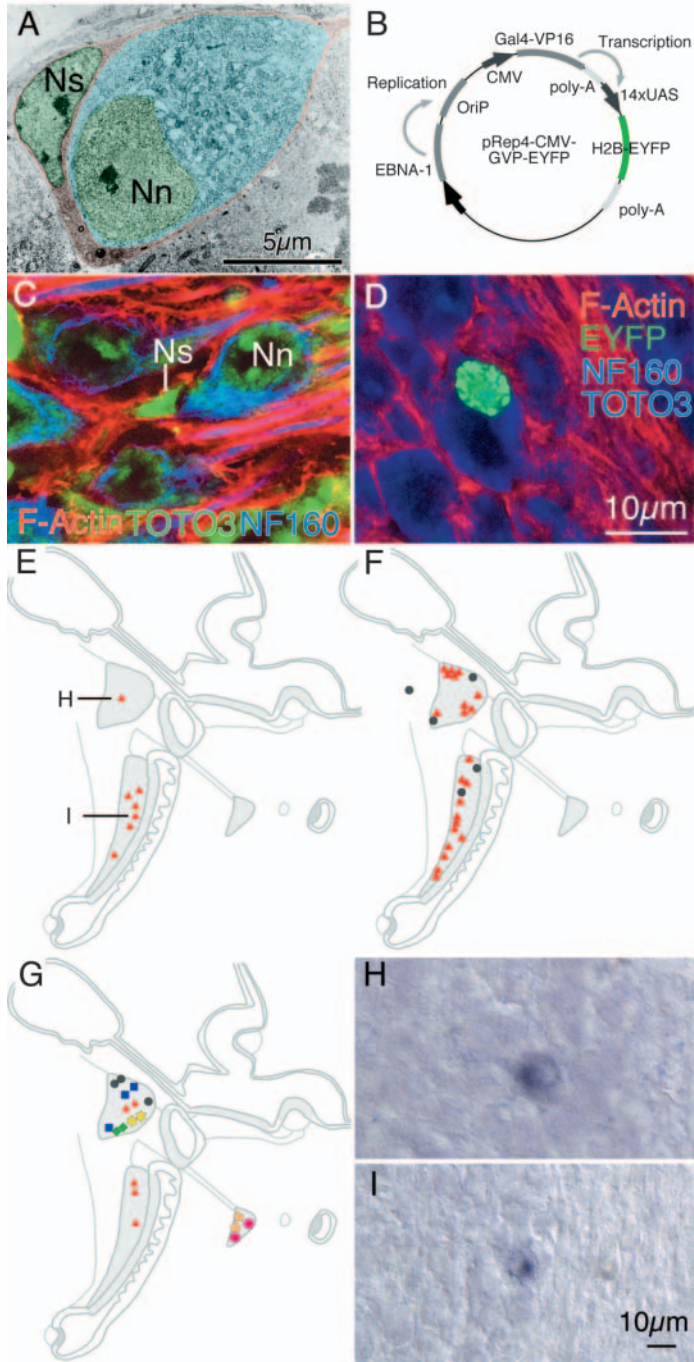 A
Ns
Nn
5µm
B
Gal4-VP16
Transcription
CMV
poly-A
Replication
OriP
14xUAS
pRep4-CMV-
GVP-EYFP
H2B-EYFP
EBNA-1
poly-A
C
Ns
Nn
F-Actin TOTO3 NF160
D
F-Actin
EYFP
NF160
TOTO3
10µm
E
H
I
F
G
H
I
10µm